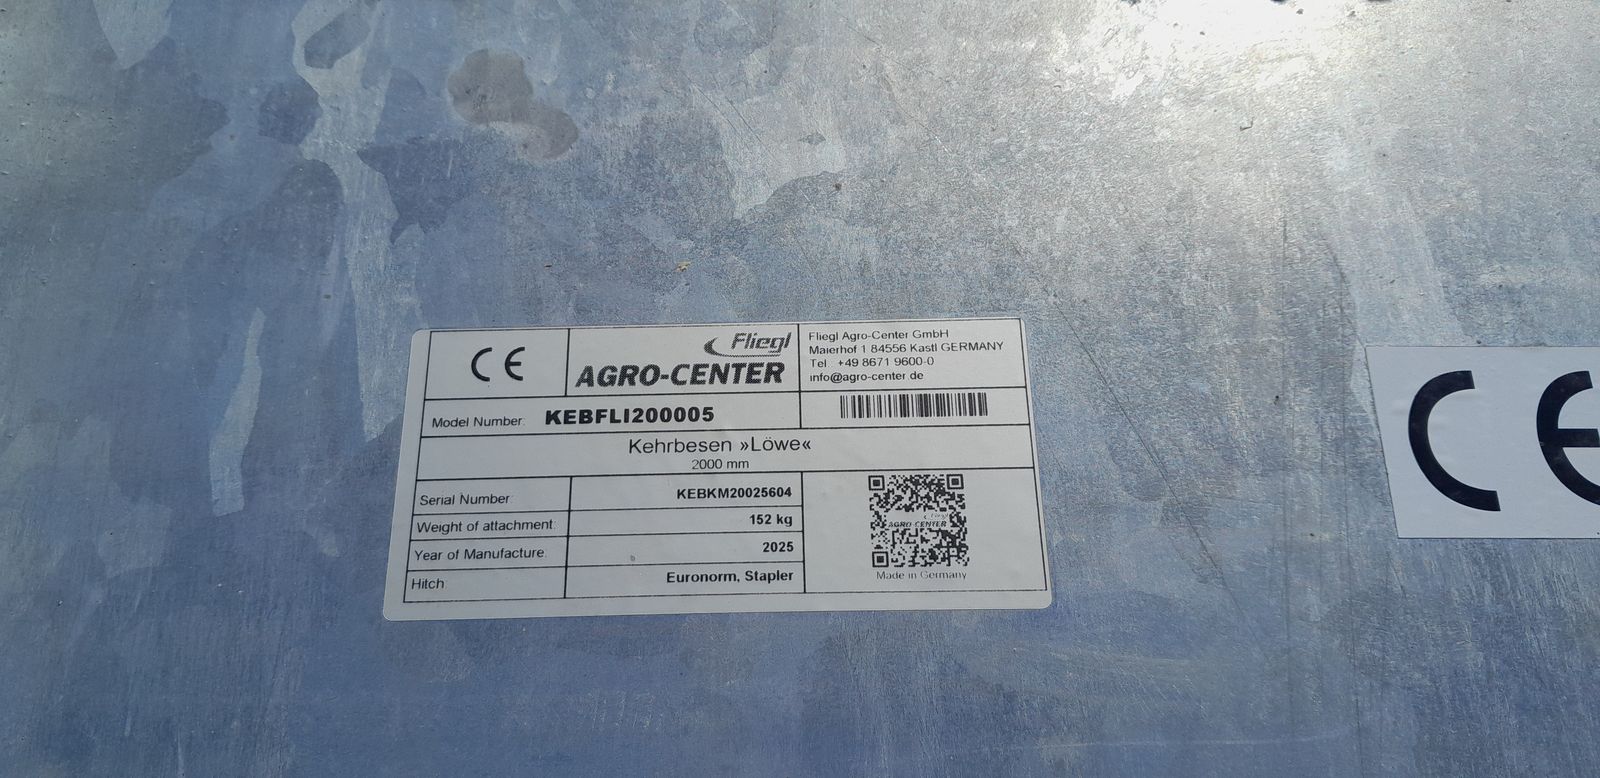 CE
Fliegl
AGRO-CENTER
Fliegl Agro-Center GmbH
Maierhof 1 84556 Kastl GERMANY
Tel. +49 8671 9600-0
info@agro-center.de
Model Number: KEBFLI200005
Kehrbesen »Löwe«
2000 mm
Serial Number: KEBKM20025604
Weight of attachment: 152 kg
Year of Manufacture: 2025
Hitch: Euronorm, Stapler
Fliegl
AGRO-CENTER
Made in Germany
CE